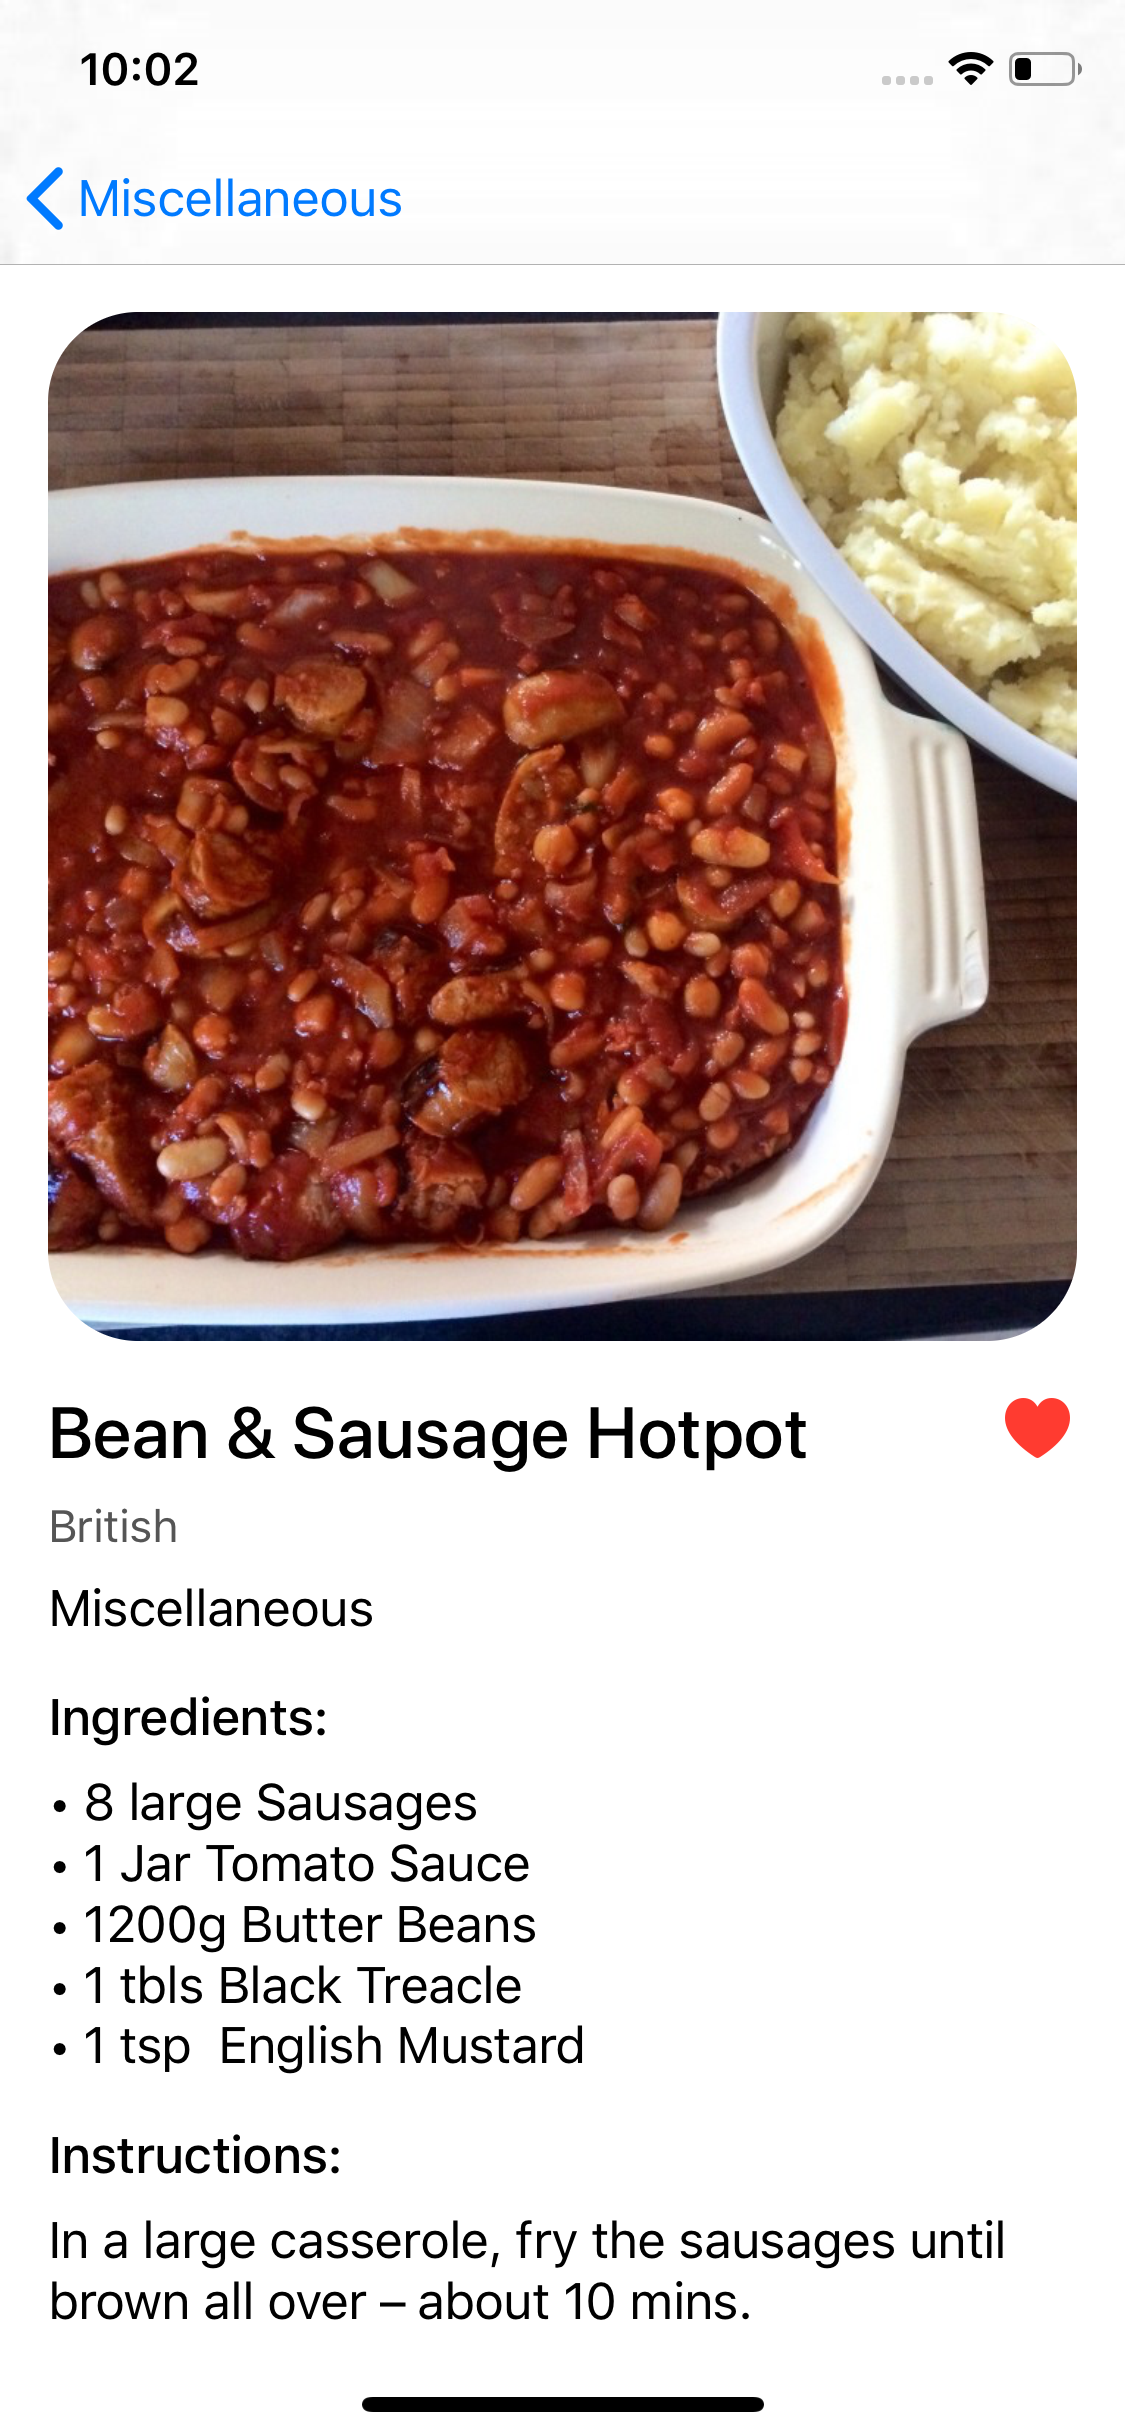 10:02
Miscellaneous
Bean & Sausage Hotpot
British
Miscellaneous
Ingredients:
• 8 large Sausages
• 1 Jar Tomato Sauce
• 1200g Butter Beans
• 1 tbls Black Treacle
• 1 tsp  English Mustard
Instructions:
In a large casserole, fry the sausages until
brown all over – about 10 mins.